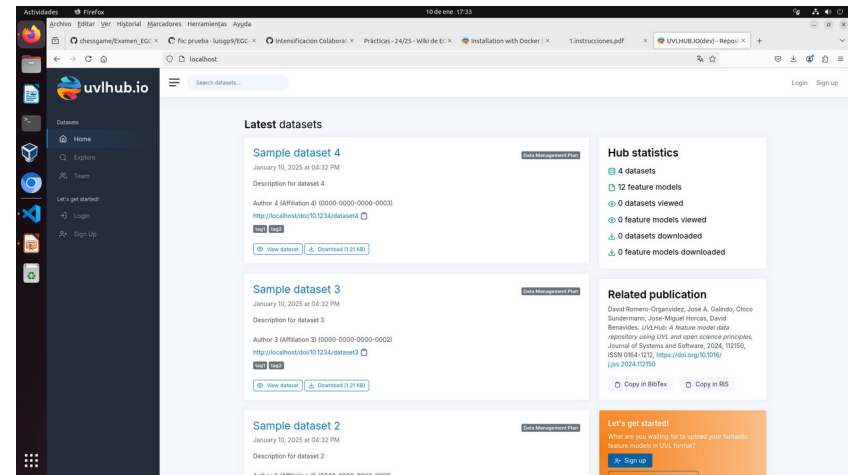 Actividades Firefox 10 de ene 17:33
Archivo Editar Ver Historial Marcadores Herramientas Ayuda
chessgame/Examen_EGC
fix: prueba · luisgp9/EGC-
Intensificación Colaborati
Prácticas - 24/25 - Wiki de EC
Installation with Docker |
1.instrucciones.pdf
UVLHUB.IO(dev) - Reposi
localhost
uvlhub.io
Search datasets...
Login Sign up
Datasets
Home
Explore
Team
Let's get started!
Login
Sign Up
Latest datasets
Sample dataset 4
Data Management Plan
January 10, 2025 at 04:32 PM
Description for dataset 4
Author 4 (Affiliation 4) (0000-0000-0000-0003)
http://localhost/doi/10.1234/dataset4
tag1 tag2
View dataset Download (1.21 KB)
Sample dataset 3
Data Management Plan
January 10, 2025 at 04:32 PM
Description for dataset 3
Author 3 (Affiliation 3) (0000-0000-0000-0002)
http://localhost/doi/10.1234/dataset3
tag1 tag2
View dataset Download (1.21 KB)
Sample dataset 2
Data Management Plan
January 10, 2025 at 04:32 PM
Description for dataset 2
Hub statistics
4 datasets
12 feature models
0 datasets viewed
0 feature models viewed
0 datasets downloaded
0 feature models downloaded
Related publication
David Romero-Organvidez, José A. Galindo, Chico
Sundermann, Jose-Miguel Horcas, David
Benavides. UVLHub: A feature model data
repository using UVL and open science principles,
Journal of Systems and Software, 2024, 112150,
ISSN 0164-1212, https://doi.org/10.1016/
j.jss.2024.112150
Copy in BibTex Copy in RIS
Let's get started!
What are you waiting for to upload your fantastic
feature models in UVL format?
Sign up